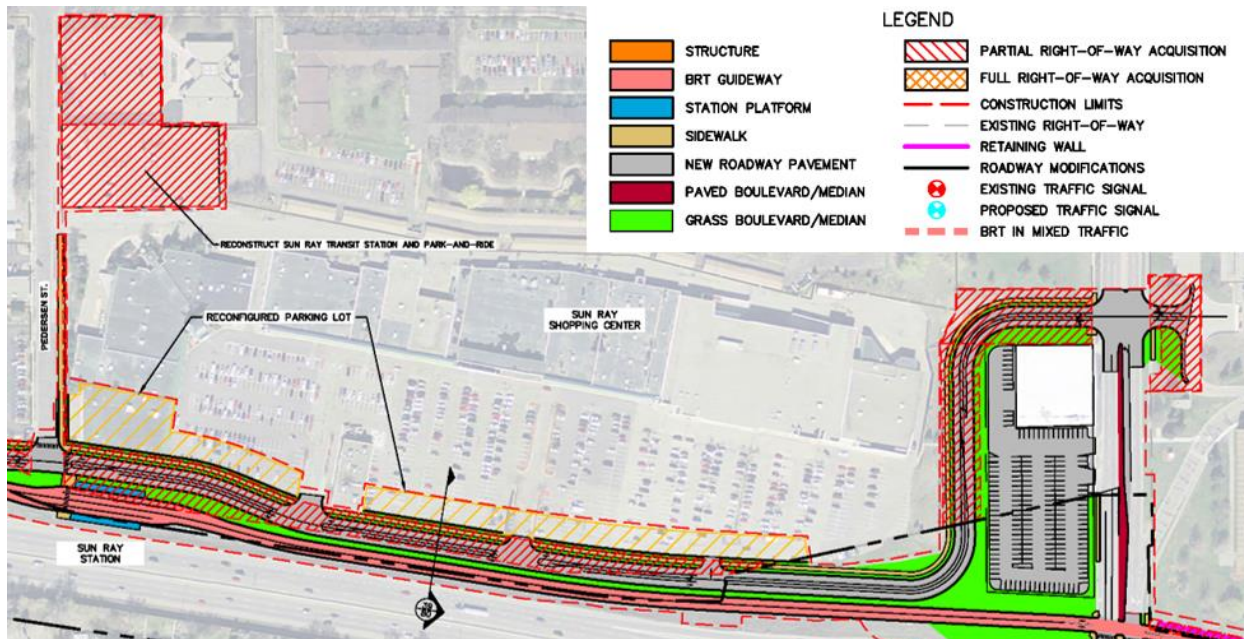 LEGEND
STRUCTURE
BRT GUIDEWAY
STATION PLATFORM
SIDEWALK
NEW ROADWAY PAVEMENT
PAVED BOULEVARD/MEDIAN
GRASS BOULEVARD/MEDIAN
PARTIAL RIGHT-OF-WAY ACQUISITION
FULL RIGHT-OF-WAY ACQUISITION
CONSTRUCTION LIMITS
EXISTING RIGHT-OF-WAY
RETAINING WALL
ROADWAY MODIFICATIONS
EXISTING TRAFFIC SIGNAL
PROPOSED TRAFFIC SIGNAL
BRT IN MIXED TRAFFIC
RECONSTRUCT SUN RAY TRANSIT STATION AND PARK-AND-RIDE
PEDERSEN ST.
RECONFIGURED PARKING LOT
SUN RAY
SHOPPING CENTER
SUN RAY
STATION